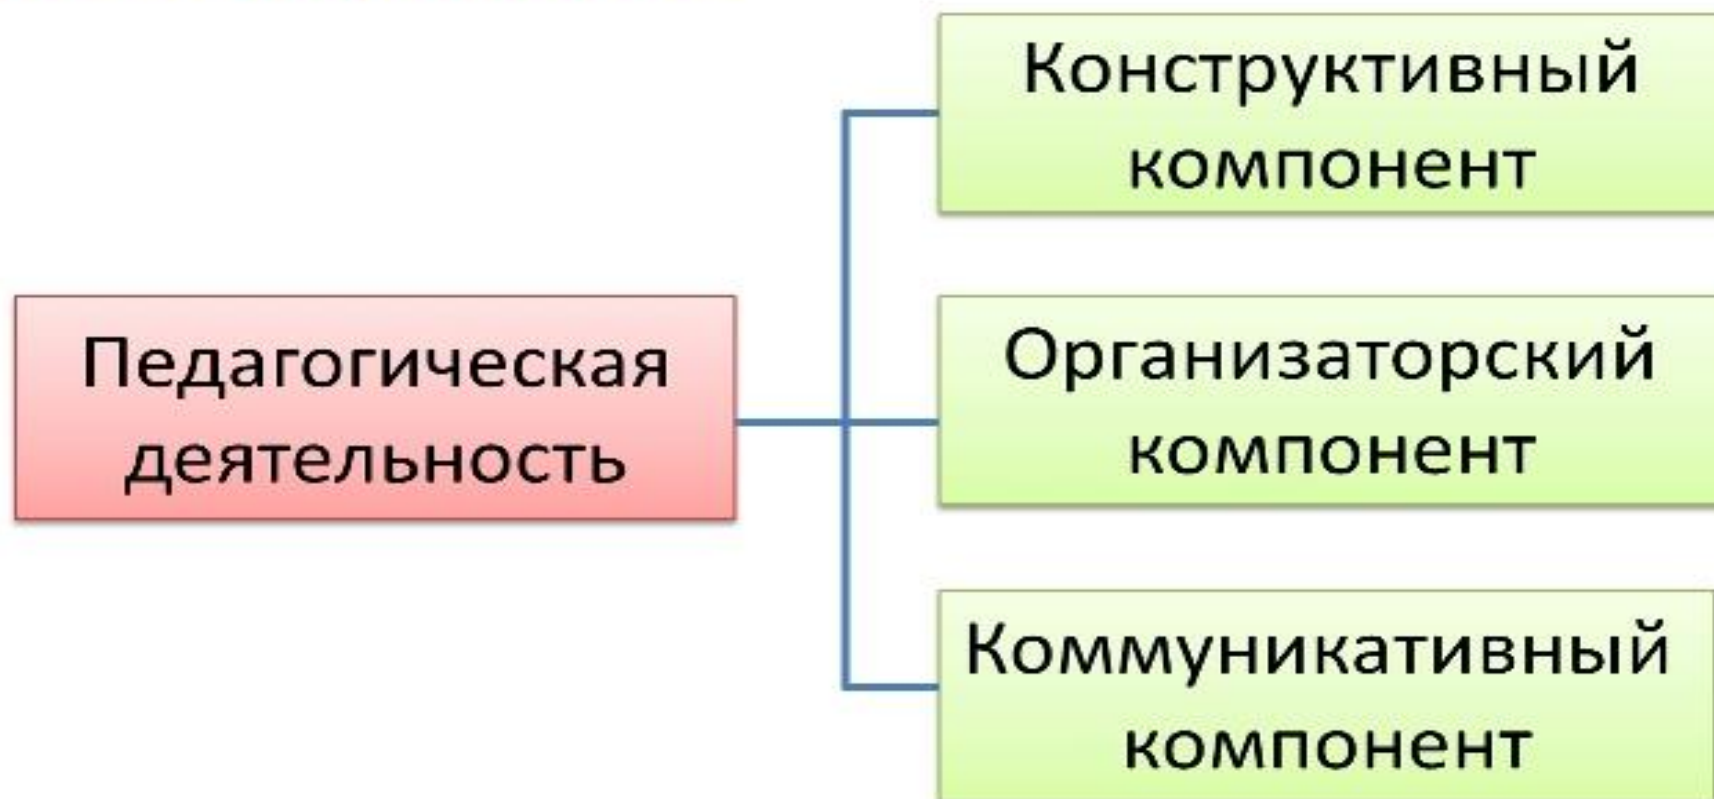 Конструктивный
компонент
Педагогическая
деятельность
Организаторский
компонент
Коммуникативный
компонент